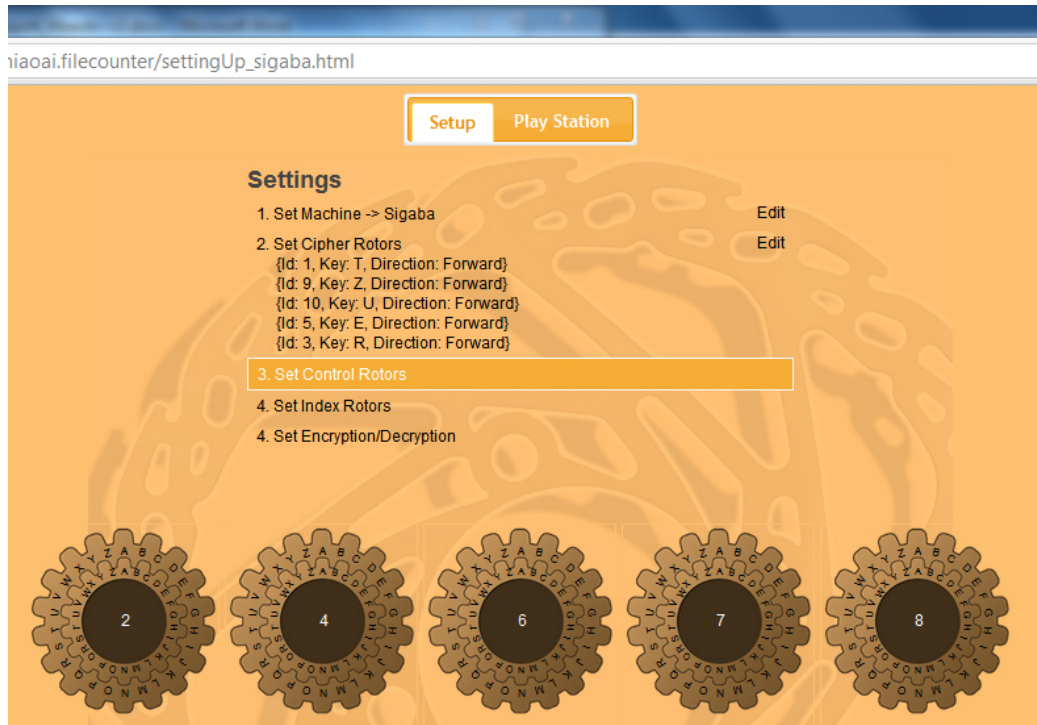 niaoai.filecounter/settingUp_sigaba.html
Setup Play Station
Settings
1. Set Machine -> Sigaba Edit
2. Set Cipher Rotors Edit
{Id: 1, Key: T, Direction: Forward}
{Id: 9, Key: Z, Direction: Forward}
{Id: 10, Key: U, Direction: Forward}
{Id: 5, Key: E, Direction: Forward}
{Id: 3, Key: R, Direction: Forward}
3. Set Control Rotors
4. Set Index Rotors
4. Set Encryption/Decryption
2 4 6 7 8